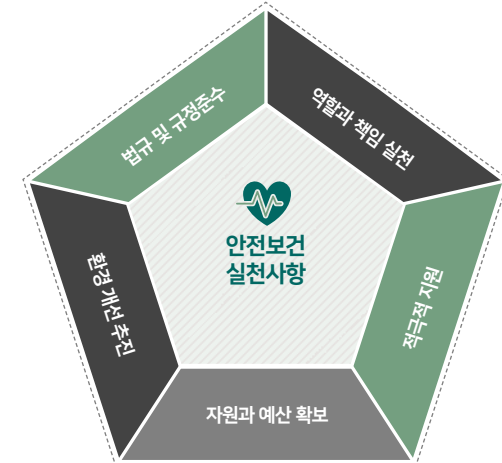 법규 및 규정준수
역할과 책임 실천
안전보건
실천사항
환경 개선 추진
적극적 지원
자원과 예산 확보